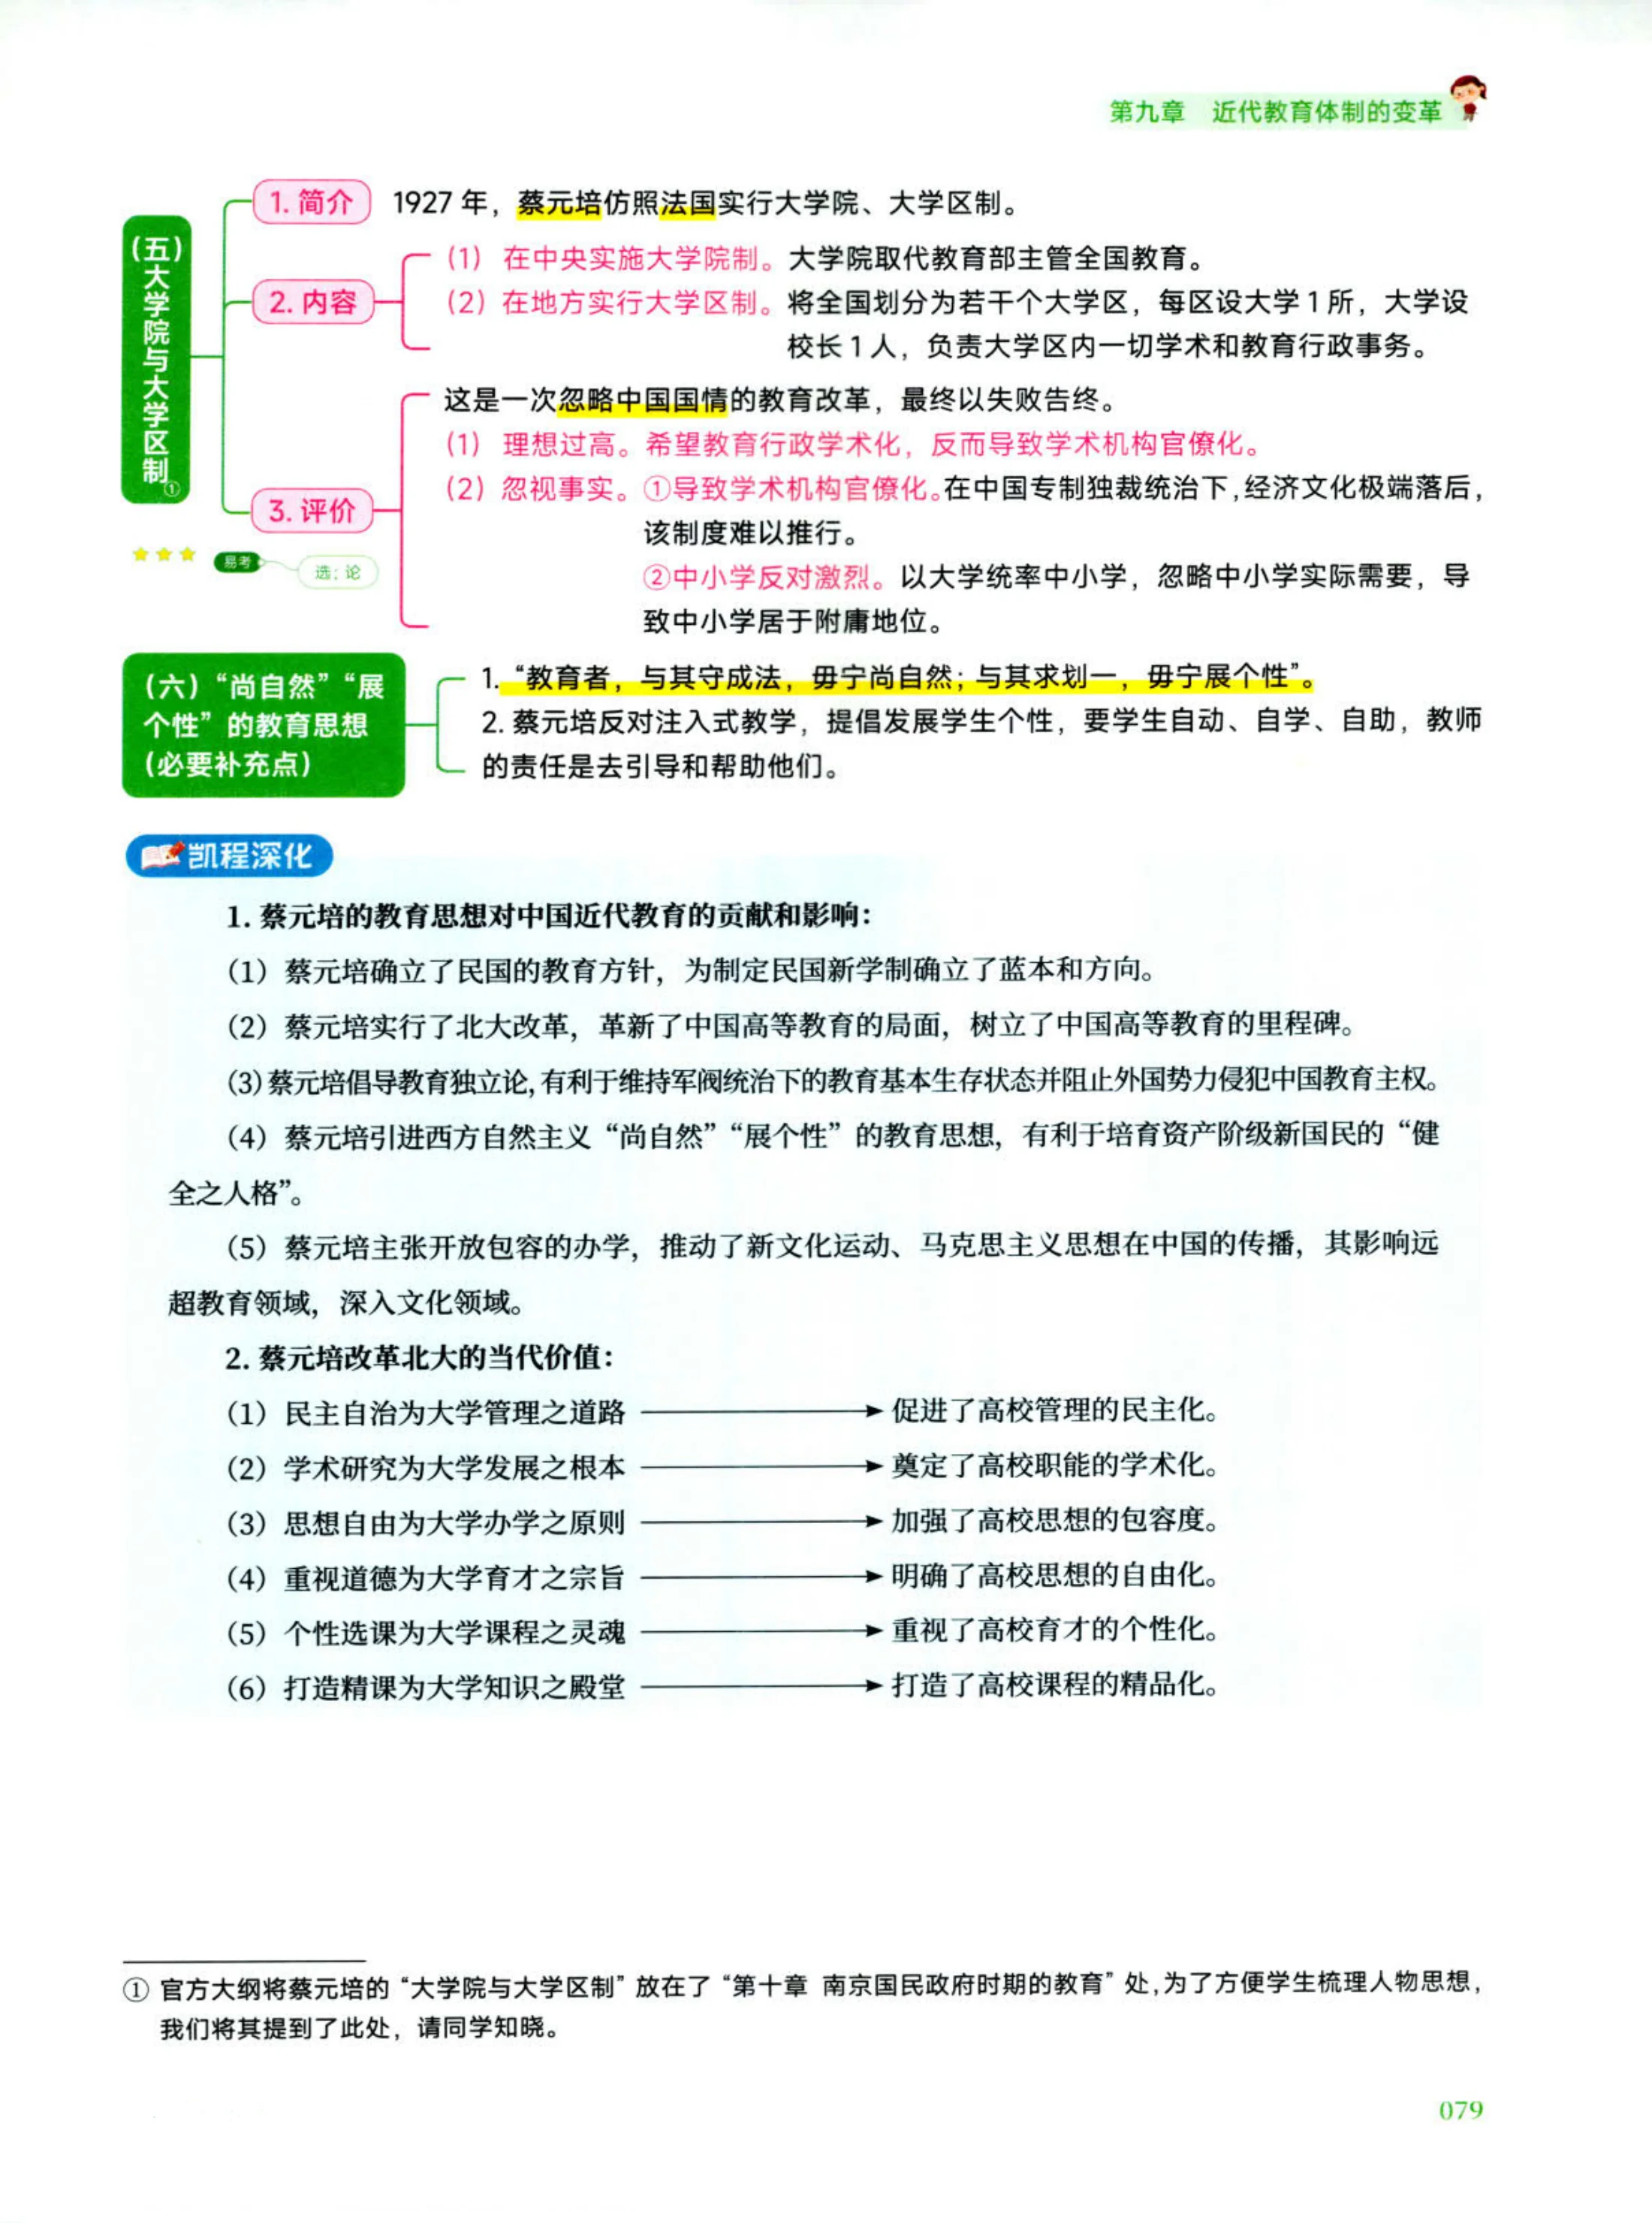 第九章 近代教育体制的变革
(五)大学院与大学区制①
易考
选: 论
1. 简介
1927 年，蔡元培仿照法国实行大学院、大学区制。
2. 内容
(1) 在中央实施大学院制。大学院取代教育部主管全国教育。
(2) 在地方实行大学区制。将全国划分为若干个大学区，每区设大学 1 所，大学设
校长 1 人，负责大学区内一切学术和教育行政事务。
3. 评价
这是一次忽略中国国情的教育改革，最终以失败告终。
(1) 理想过高。希望教育行政学术化，反而导致学术机构官僚化。
(2) 忽视事实。①导致学术机构官僚化。在中国专制独裁统治下,经济文化极端落后,
该制度难以推行。
②中小学反对激烈。以大学统率中小学，忽略中小学实际需要，导
致中小学居于附庸地位。
(六)“尚自然”“展
个性”的教育思想
(必要补充点)
1. “教育者，与其守成法，毋宁尚自然；与其求划一，毋宁展个性”。
2. 蔡元培反对注入式教学，提倡发展学生个性，要学生自动、自学、自助，教师
的责任是去引导和帮助他们。
凯程深化
1. 蔡元培的教育思想对中国近代教育的贡献和影响：
(1) 蔡元培确立了民国的教育方针，为制定民国新学制确立了蓝本和方向。
(2) 蔡元培实行了北大改革，革新了中国高等教育的局面，树立了中国高等教育的里程碑。
(3) 蔡元培倡导教育独立论,有利于维持军阀统治下的教育基本生存状态并阻止外国势力侵犯中国教育主权。
(4) 蔡元培引进西方自然主义“尚自然”“展个性”的教育思想，有利于培育资产阶级新国民的“健
全之人格”。
(5) 蔡元培主张开放包容的办学，推动了新文化运动、马克思主义思想在中国的传播，其影响远
超教育领域，深入文化领域。
2. 蔡元培改革北大的当代价值：
(1) 民主自治为大学管理之道路 → 促进了高校管理的民主化。
(2) 学术研究为大学发展之根本 → 奠定了高校职能的学术化。
(3) 思想自由为大学办学之原则 → 加强了高校思想的包容度。
(4) 重视道德为大学育才之宗旨 → 明确了高校思想的自由化。
(5) 个性选课为大学课程之灵魂 → 重视了高校育才的个性化。
(6) 打造精课为大学知识之殿堂 → 打造了高校课程的精品化。
① 官方大纲将蔡元培的“大学院与大学区制”放在了“第十章 南京国民政府时期的教育”处,为了方便学生梳理人物思想,
我们将其提到了此处，请同学知晓。
079